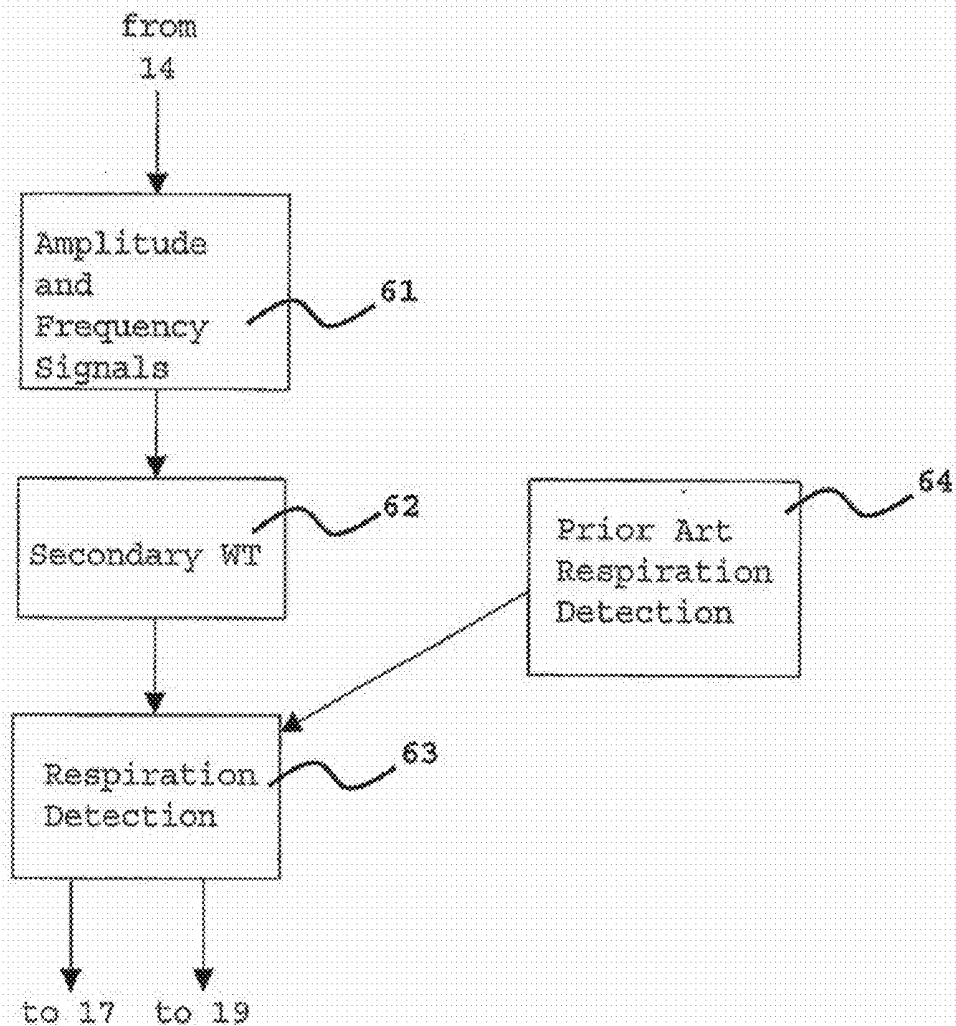 from
14
Amplitude
and
Frequency
Signals
61
Secondary WT
62
Prior Art
Respiration
Detection
64
Respiration
Detection
63
to 17 to 19